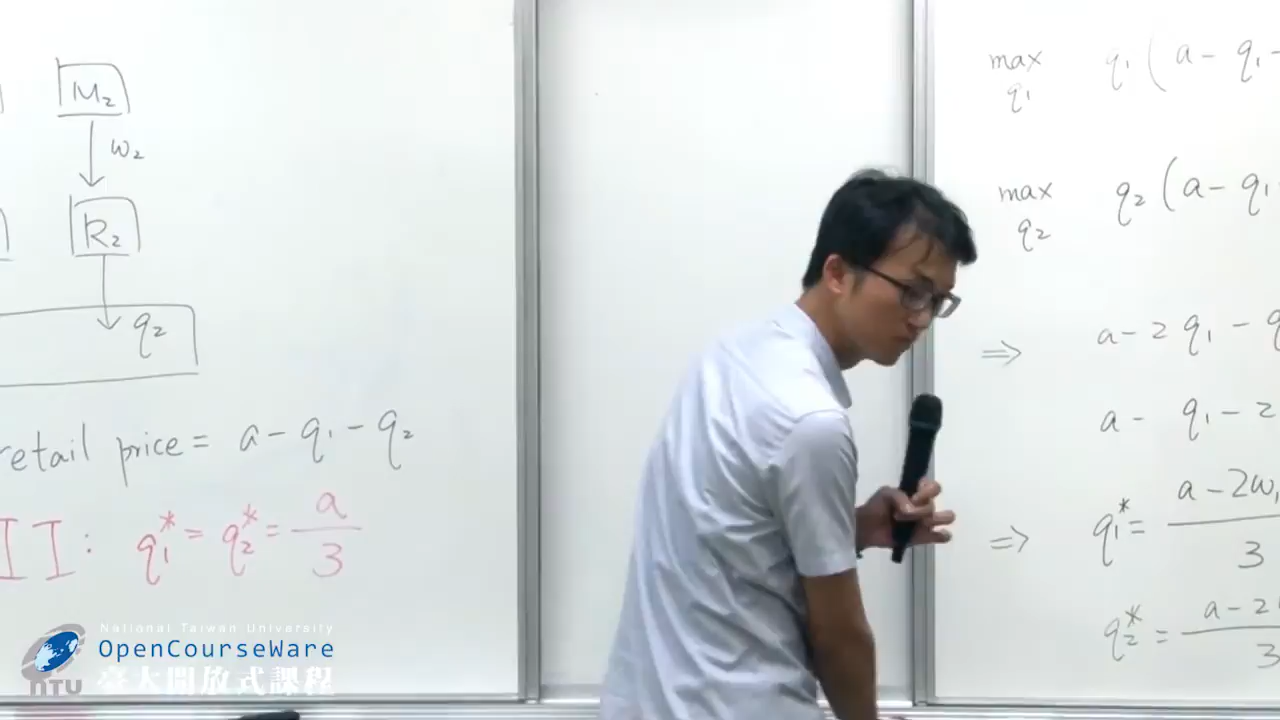 M₂
w₂
R₂
q₂
retail price = a - q₁ - q₂
II: q₁* = q₂* = a/3
max q₁ (a - q₁ -
q₁
max q₂ (a - q₁
q₂
⇒ a - 2q₁ - q
a - q₁ - 2
⇒ q₁* = a - 2w₁ / 3
q₂* = a - 2 / 3
National Taiwan University
OpenCourseWare
NTU 臺大開放式課程